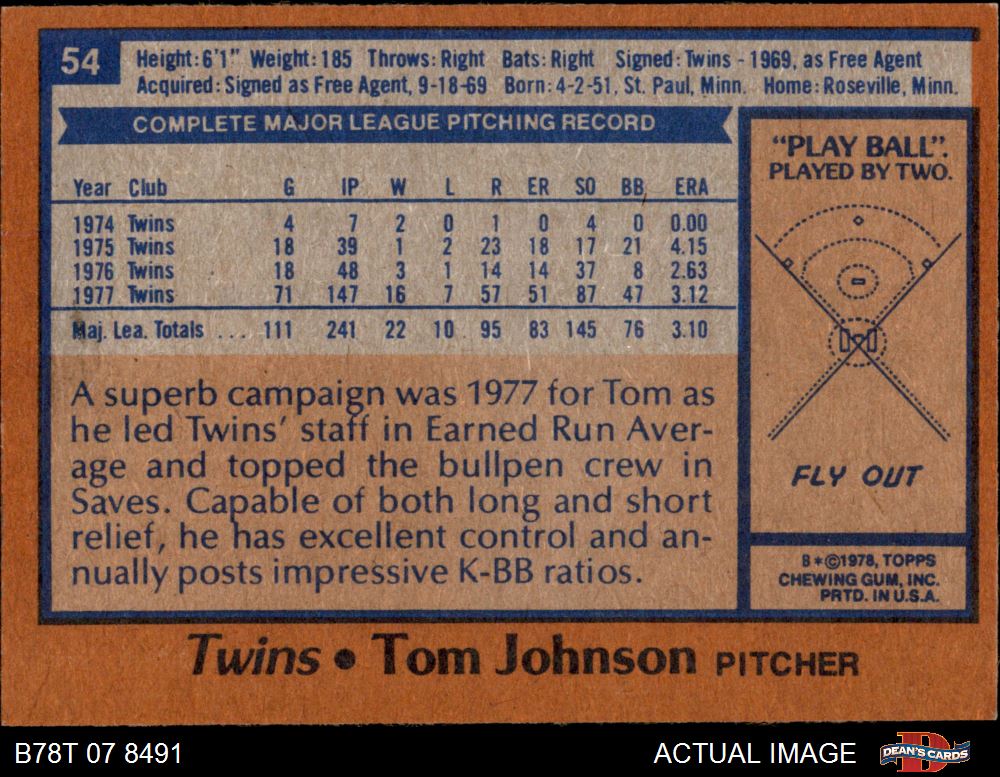 54
Height: 6'1" Weight: 185 Throws: Right Bats: Right Signed: Twins - 1969, as Free Agent
Acquired: Signed as Free Agent, 9-18-69 Born: 4-2-51, St. Paul, Minn. Home: Roseville, Minn.
COMPLETE MAJOR LEAGUE PITCHING RECORD
Year Club G IP W L R ER SO BB ERA
1974 Twins 4 7 2 0 1 0 4 0 0.00
1975 Twins 18 39 1 2 23 18 17 21 4.15
1976 Twins 18 48 3 1 14 14 37 8 2.63
1977 Twins 71 147 16 7 57 51 87 47 3.12
Maj. Lea. Totals ... 111 241 22 10 95 83 145 76 3.10
A superb campaign was 1977 for Tom as
he led Twins' staff in Earned Run Aver-
age and topped the bullpen crew in
Saves. Capable of both long and short
relief, he has excellent control and an-
nually posts impressive K-BB ratios.
"PLAY BALL".
PLAYED BY TWO.
FLY OUT
8*©1978, TOPPS
CHEWING GUM, INC.
PRTD. IN U.S.A.
Twins • Tom Johnson PITCHER
B78T 07 8491 ACTUAL IMAGE
D
DEAN'S CARDS